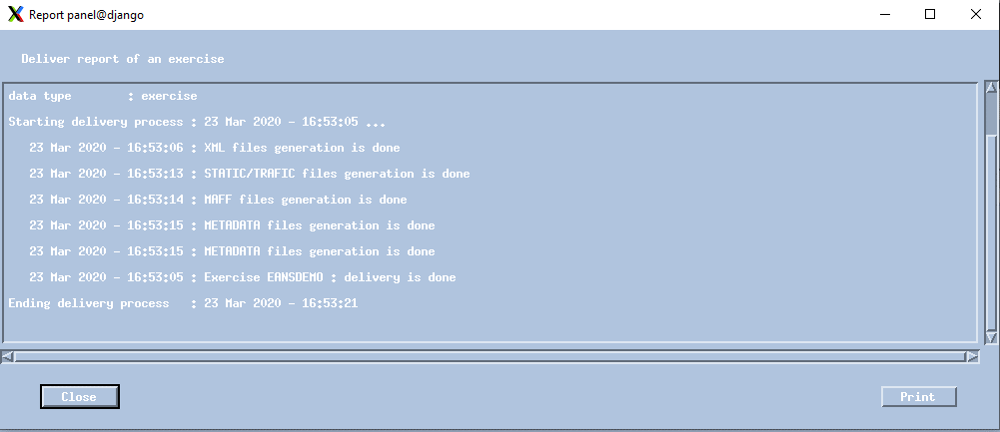 Report panel@django
Deliver report of an exercise
data type        : exercise
Starting delivery process : 23 Mar 2020 - 16:53:05 ...
   23 Mar 2020 - 16:53:06 : XML files generation is done
   23 Mar 2020 - 16:53:13 : STATIC/TRAFIC files generation is done
   23 Mar 2020 - 16:53:14 : MAFF files generation is done
   23 Mar 2020 - 16:53:15 : METADATA files generation is done
   23 Mar 2020 - 16:53:15 : METADATA files generation is done
   23 Mar 2020 - 16:53:05 : Exercise EANSDEMO : delivery is done
Ending delivery process   : 23 Mar 2020 - 16:53:21
Close
Print